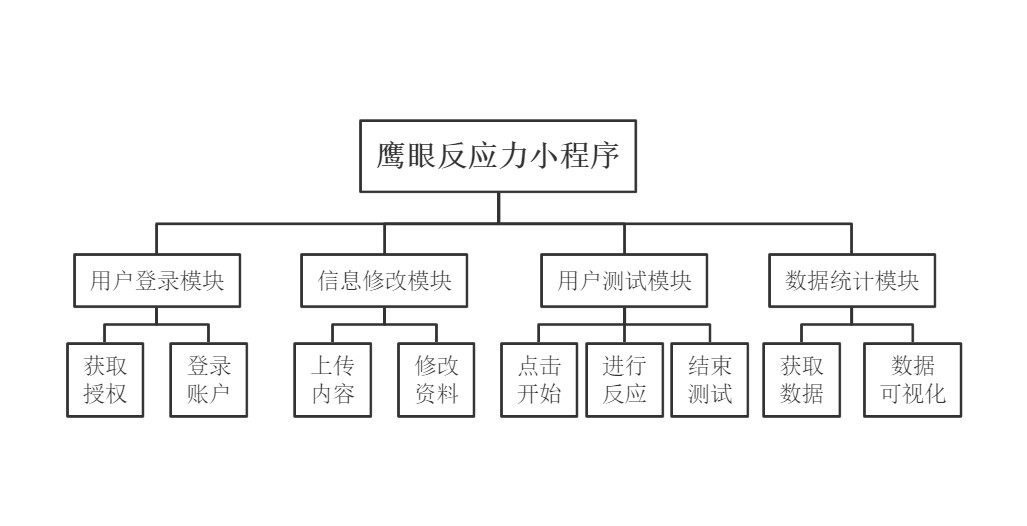 鹰眼反应力小程序
用户登录模块
信息修改模块
用户测试模块
数据统计模块
获取
授权
登录
账户
上传
内容
修改
资料
点击
开始
进行
反应
结束
测试
获取
数据
数据
可视化